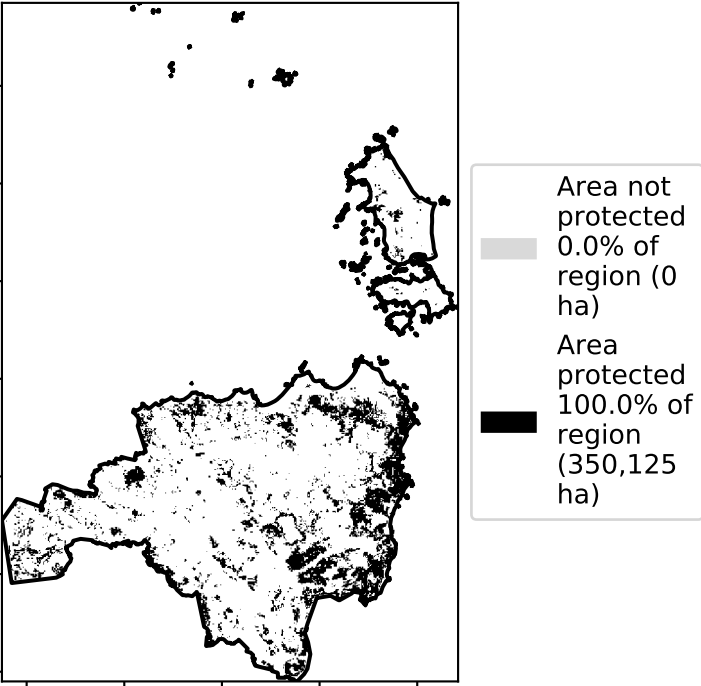 Area not
protected
0.0% of
region (0
ha)
Area
protected
100.0% of
region
(350,125
ha)